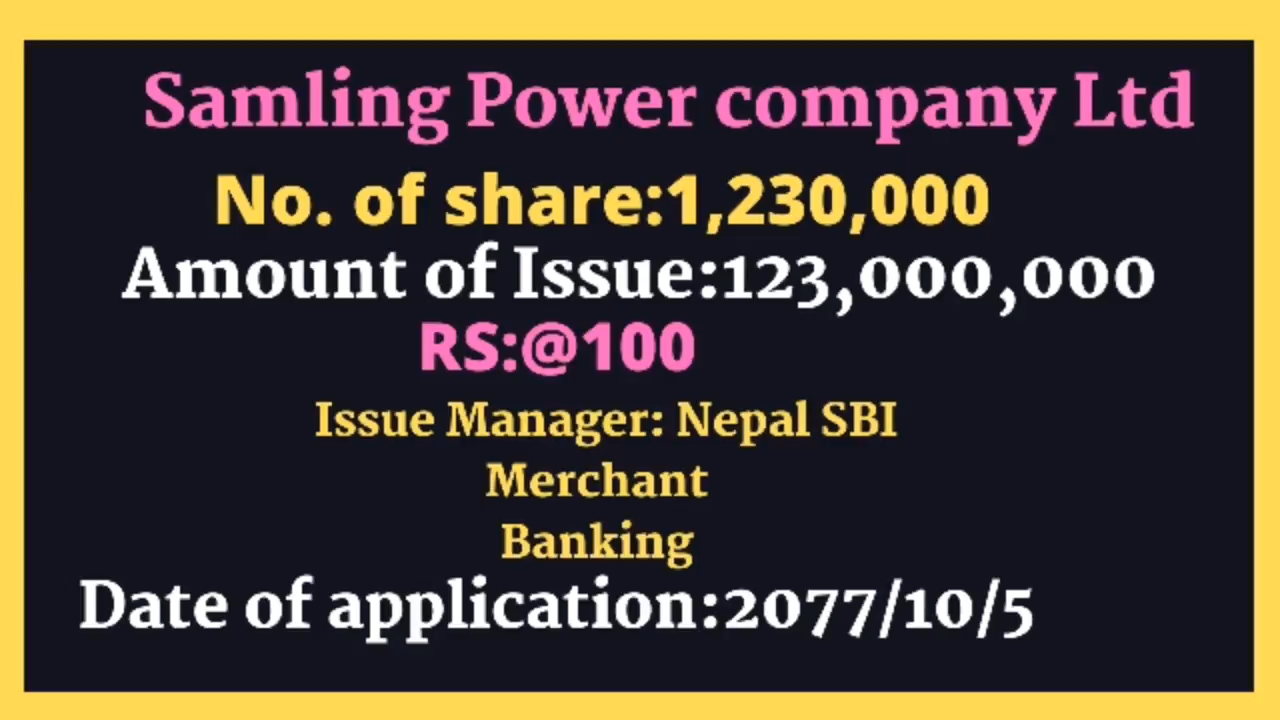 Samling Power company Ltd
No. of share:1,230,000
Amount of Issue:123,000,000
RS:@100
Issue Manager: Nepal SBI
Merchant
Banking
Date of application:2077/10/5